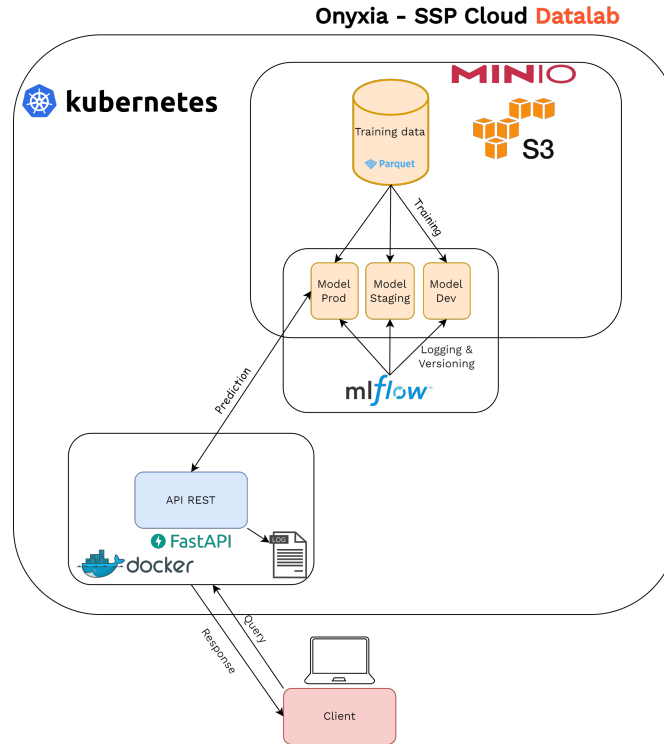 Onyxia - SSP Cloud Datalab
MINIO
kubernetes
Training data
Parquet
S3
Training
Model
Prod
Model
Staging
Model
Dev
Logging &
Versioning
mlflow™
Prediction
API REST
FastAPI
LOG
docker
Query
Response
Client